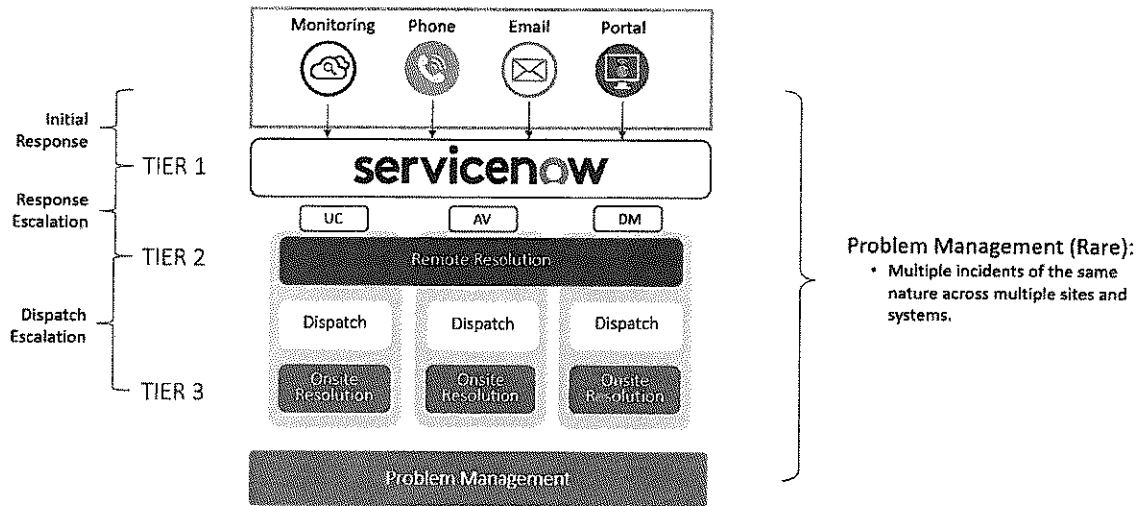 Monitoring
Phone
Email
Portal
Initial
Response
TIER 1
servicenow
Response
Escalation
UC
AV
DM
TIER 2
Remote Resolution
Dispatch
Escalation
Dispatch
Dispatch
Dispatch
TIER 3
Onsite
Resolution
Onsite
Resolution
Onsite
Resolution
Problem Management
Problem Management (Rare):
• Multiple incidents of the same
nature across multiple sites and
systems.